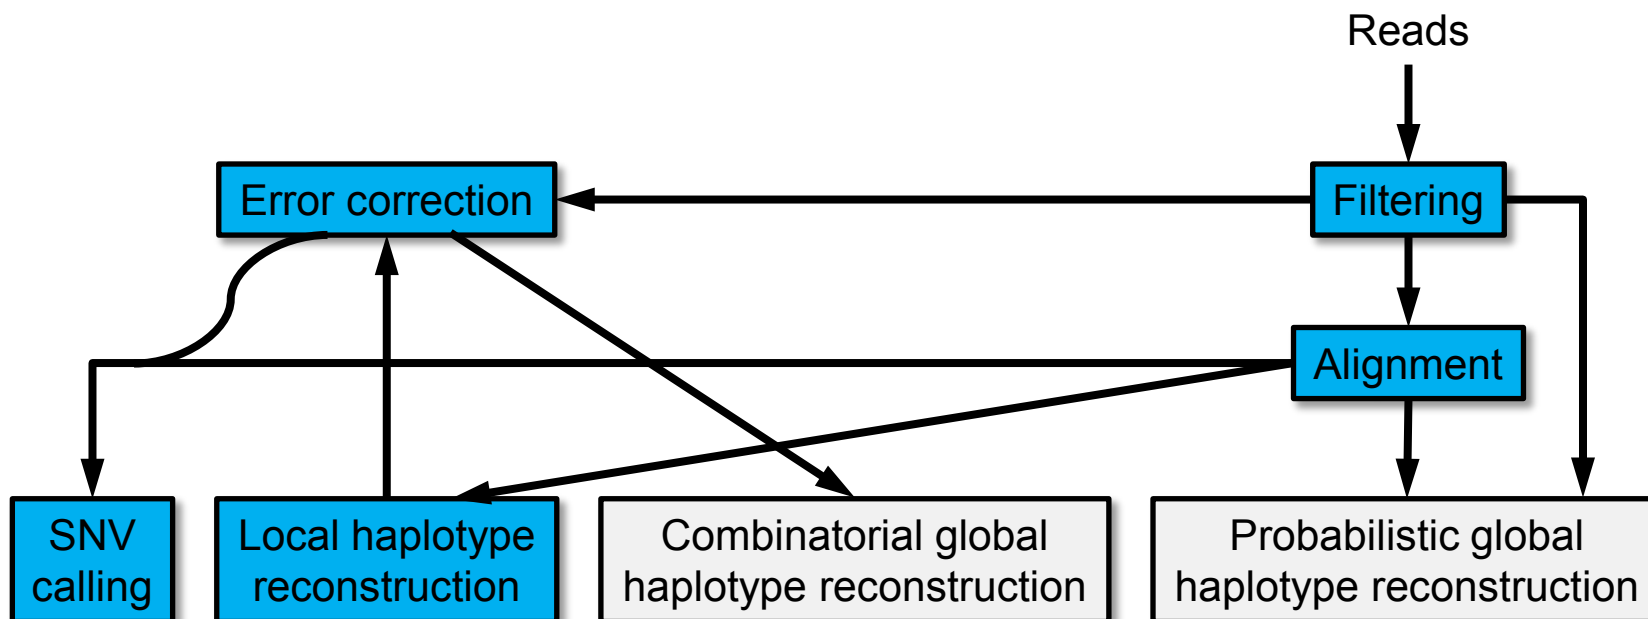 Reads
Error correction
Filtering
Alignment
SNV
calling
Local haplotype
reconstruction
Combinatorial global
haplotype reconstruction
Probabilistic global
haplotype reconstruction